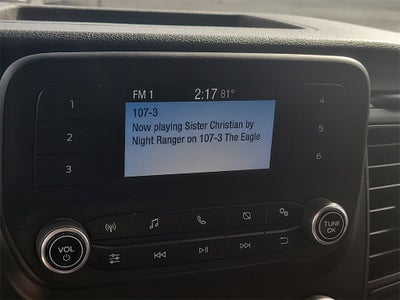 FM 1 2:17 81°
107-3
Now playing Sister Christian by
Night Ranger on 107-3 The Eagle
1
2
3
4
5
6
VOL
TUNE
OK